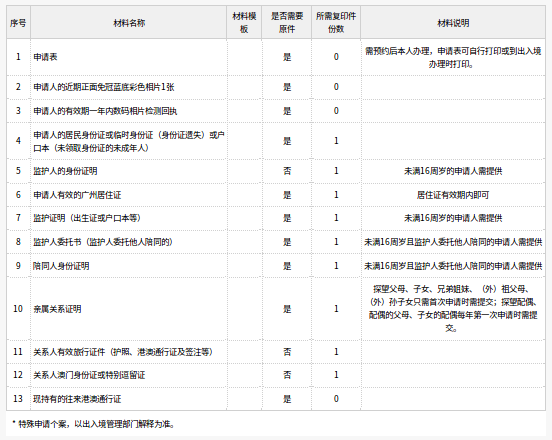 序号 材料名称 材料模板 是否需要原件 所需复印件份数 材料说明
1 申请表 是 0 需预约后本人办理，申请表可自行打印或到出入境办理时打印。
2 申请人的近期正面免冠蓝底彩色相片1张 是 0
3 申请人的有效期一年内数码相片检测回执 是 0
4 申请人的居民身份证或临时身份证（身份证遗失）或户口本（未领取身份证的未成年人） 是 1
5 监护人的身份证明 否 1 未满16周岁的申请人需提供
6 申请人有效的广州居住证 是 1 居住证有效期内即可
7 监护证明（出生证或户口本等） 是 1 未满16周岁的申请人需提供
8 监护人委托书（监护人委托他人陪同的） 是 1 未满16周岁且监护人委托他人陪同的申请人需提供
9 陪同人身份证明 是 1 未满16周岁且监护人委托他人陪同的申请人需提供
10 亲属关系证明 是 1 探望父母、子女、兄弟姐妹、（外）祖父母、（外）孙子女只需首次申请时需提交；探望配偶、配偶的父母、子女的配偶每年第一次申请时需提交。
11 关系人有效旅行证件（护照、港澳通行证及签注等） 否 1
12 关系人澳门身份证或特别逗留证 否 1
13 现持有的往来港澳通行证 是 0
* 特殊申请个案，以出入境管理部门解释为准。